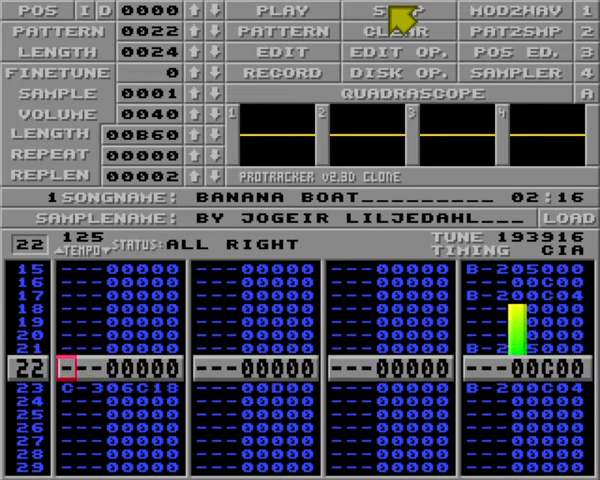 POS I D 0000 PLAY MOD2WAV 1
PATTERN 0022 PATTERN CLEAR PAT2SMP 2
LENGTH 0024 EDIT EDIT OP. POS ED. 3
FINETUNE 0 RECORD DISK OP. SAMPLER 4
SAMPLE 0001 QUADRASCOPE A
VOLUME 0040 1 2 3 4
LENGTH 00B60
REPEAT 00000
REPLEN 00002 PROTRACKER V2.3D CLONE
1 SONGNAME: BANANA BOAT_________ 02:16
SAMPLENAME: BY JOGEIR LILJEDAHL___ LOAD
22 125 TEMPO STATUS: ALL RIGHT TUNE 193916
TIMING CIA
15 ---00000 ---00000 ---00000 B-205000
16 ---00000 ---00000 ---00000 ---00C00
17 ---00000 ---00000 ---00000 B-200C04
18 ---00000 ---00000 ---00000
19 ---00000 ---00000 ---00000
20 ---00000 ---00000 ---00000
21 ---00000 ---00000 ---00000
22 ---00000 ---00000 ---00000 ---00C00
23 C-306C18 ---00D00 ---00000 B-200C04
24 ---00000 ---00000 ---00000 ---00000
25 ---00000 ---00000 ---00000 ---00000
26 ---00000 ---00000 ---00000 ---00000
27 ---00000 ---00000 ---00000 ---00000
28 ---00000 ---00000 ---00000 ---00000
29 ---00000 ---00000 ---00000 ---00000